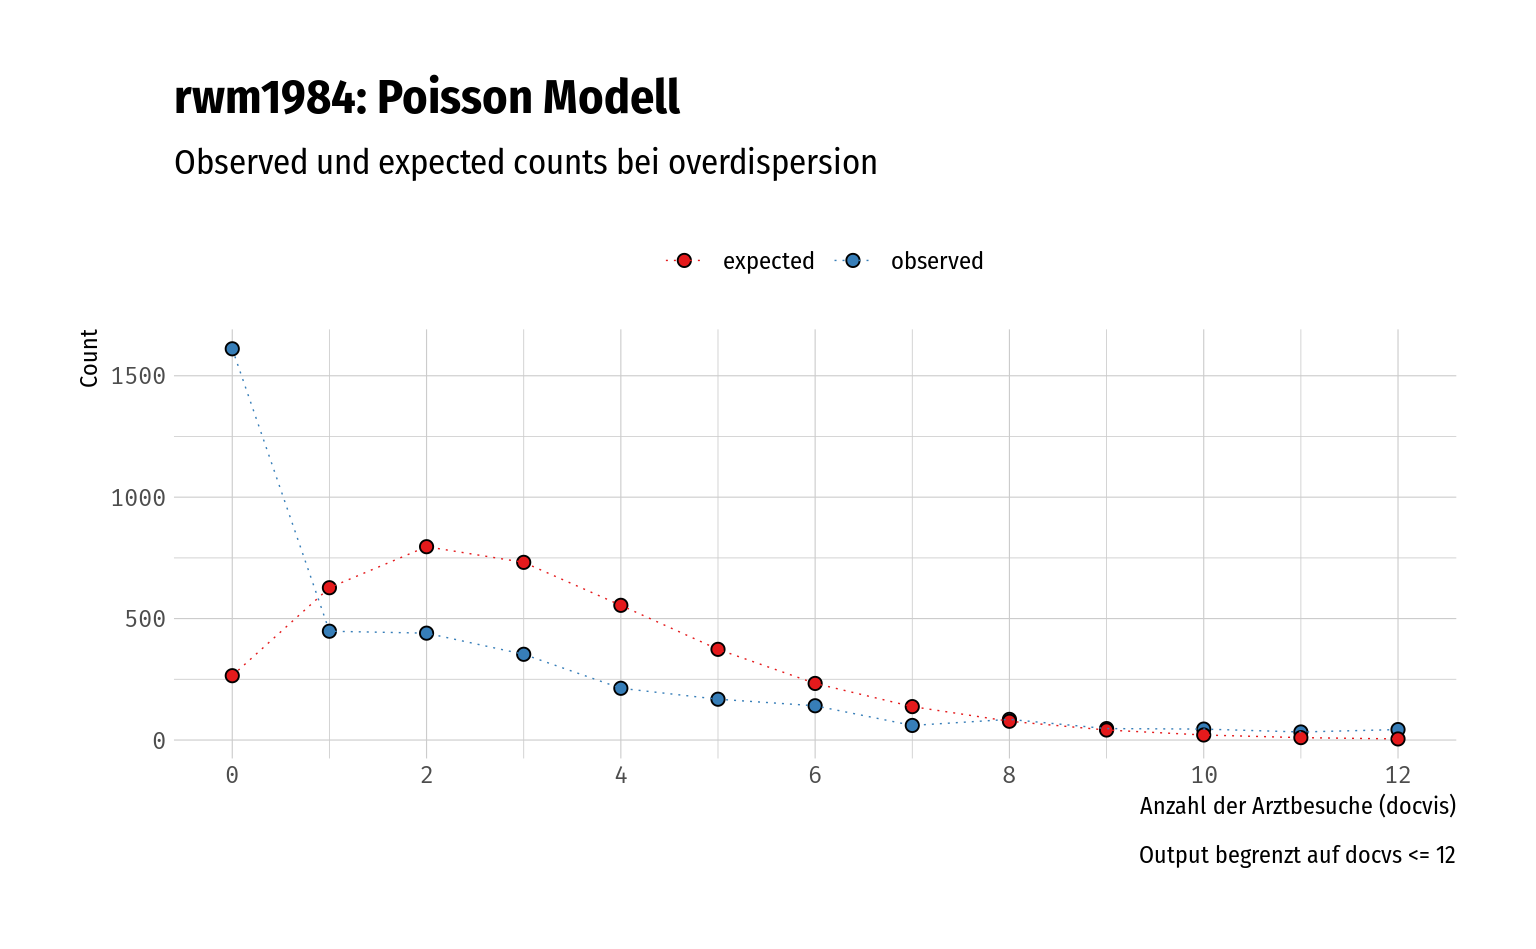 rwm1984: Poisson Modell
Observed und expected counts bei overdispersion
expected observed
Count
1500
1000
500
0
0 2 4 6 8 10 12
Anzahl der Arztbesuche (docvis)
Output begrenzt auf docvs <= 12